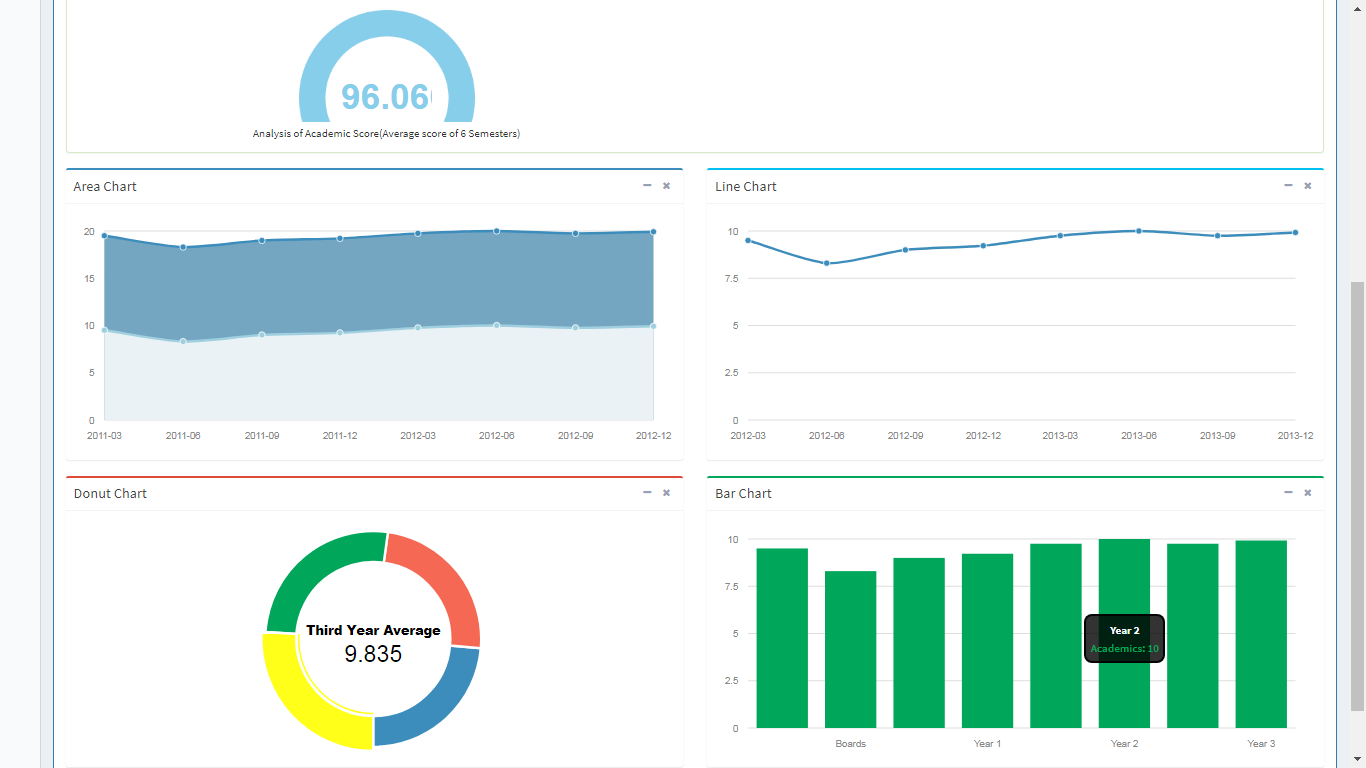 96.06
Analysis of Academic Score(Average score of 6 Semesters)
Area Chart
20
15
10
5
0
2011-03 2011-06 2011-09 2011-12 2012-03 2012-06 2012-09 2012-12
Line Chart
10
7.5
5
2.5
0
2012-03 2012-06 2012-09 2012-12 2013-03 2013-06 2013-09 2013-12
Donut Chart
Third Year Average
9.835
Bar Chart
10
7.5
5
2.5
0
Year 2
Academics: 10
Boards Year 1 Year 2 Year 3